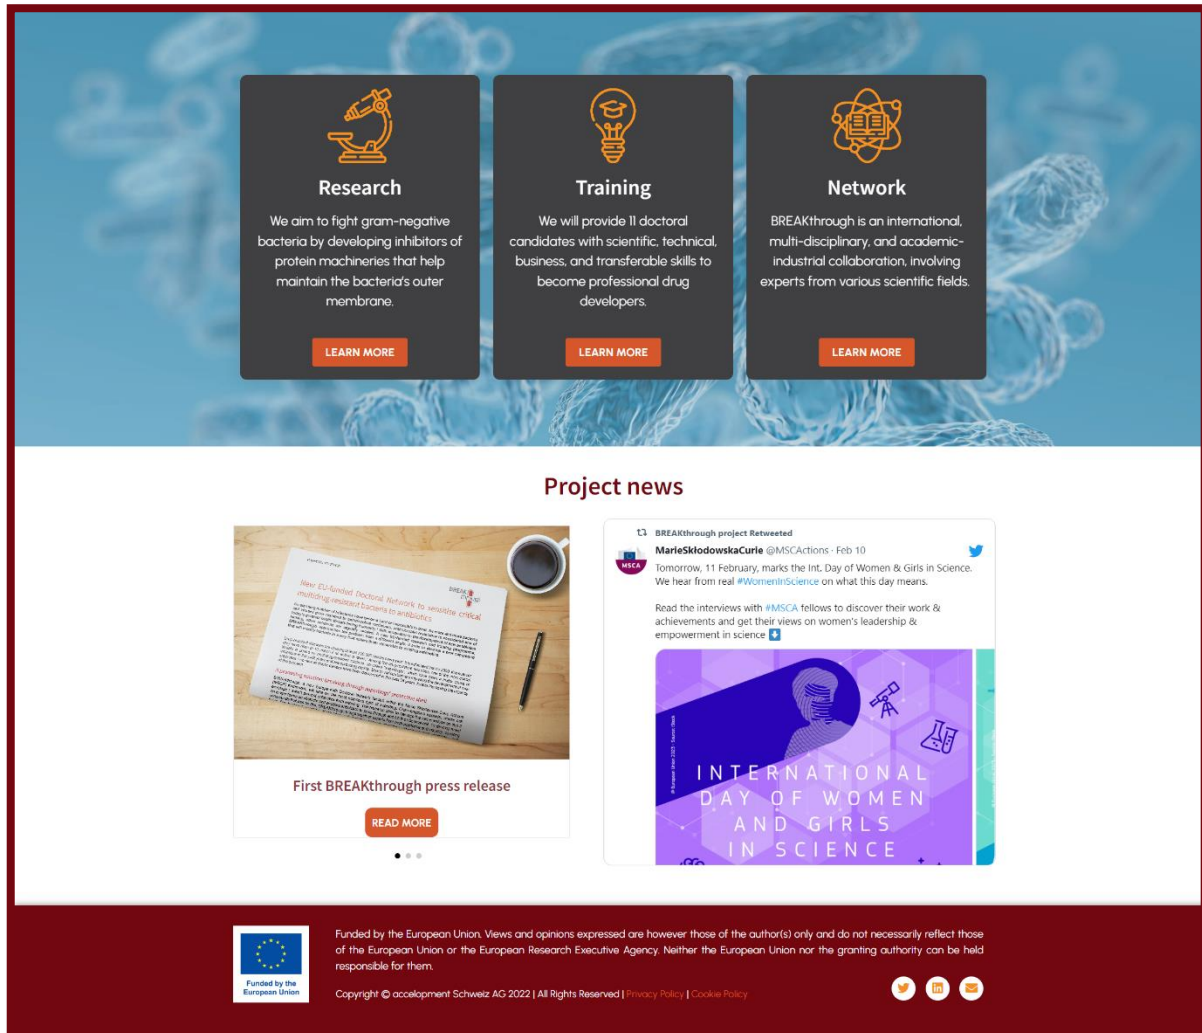 Research
We aim to fight gram-negative
bacteria by developing inhibitors of
protein machineries that help
maintain the bacteria's outer
membrane.
LEARN MORE
Training
We will provide 11 doctoral
candidates with scientific, technical,
business, and transferable skills to
become professional drug
developers.
LEARN MORE
Network
BREAKthrough is an international,
multi-disciplinary, and academic-
industrial collaboration, involving
experts from various scientific fields.
LEARN MORE
Project news
New EU-funded Doctoral Network to sensitise critical
multidrug-resistant bacteria to antibiotics
First BREAKthrough press release
READ MORE
BREAKthrough project Retweeted
MSCA
MarieSkłodowskaCurie @MSCActions · Feb 10
Tomorrow, 11 February, marks the Int. Day of Women & Girls in Science.
We hear from real #WomenInScience on what this day means.
Read the interviews with #MSCA fellows to discover their work &
achievements and get their views on women's leadership &
empowerment in science
INTERNATIONAL
DAY OF WOMEN
AND GIRLS
IN SCIENCE
Funded by the
European Union
Funded by the European Union. Views and opinions expressed are however those of the author(s) only and do not necessarily reflect those
of the European Union or the European Research Executive Agency. Neither the European Union nor the granting authority can be held
responsible for them.
Copyright © accelopment Schweiz AG 2022 | All Rights Reserved | Privacy Policy | Cookie Policy